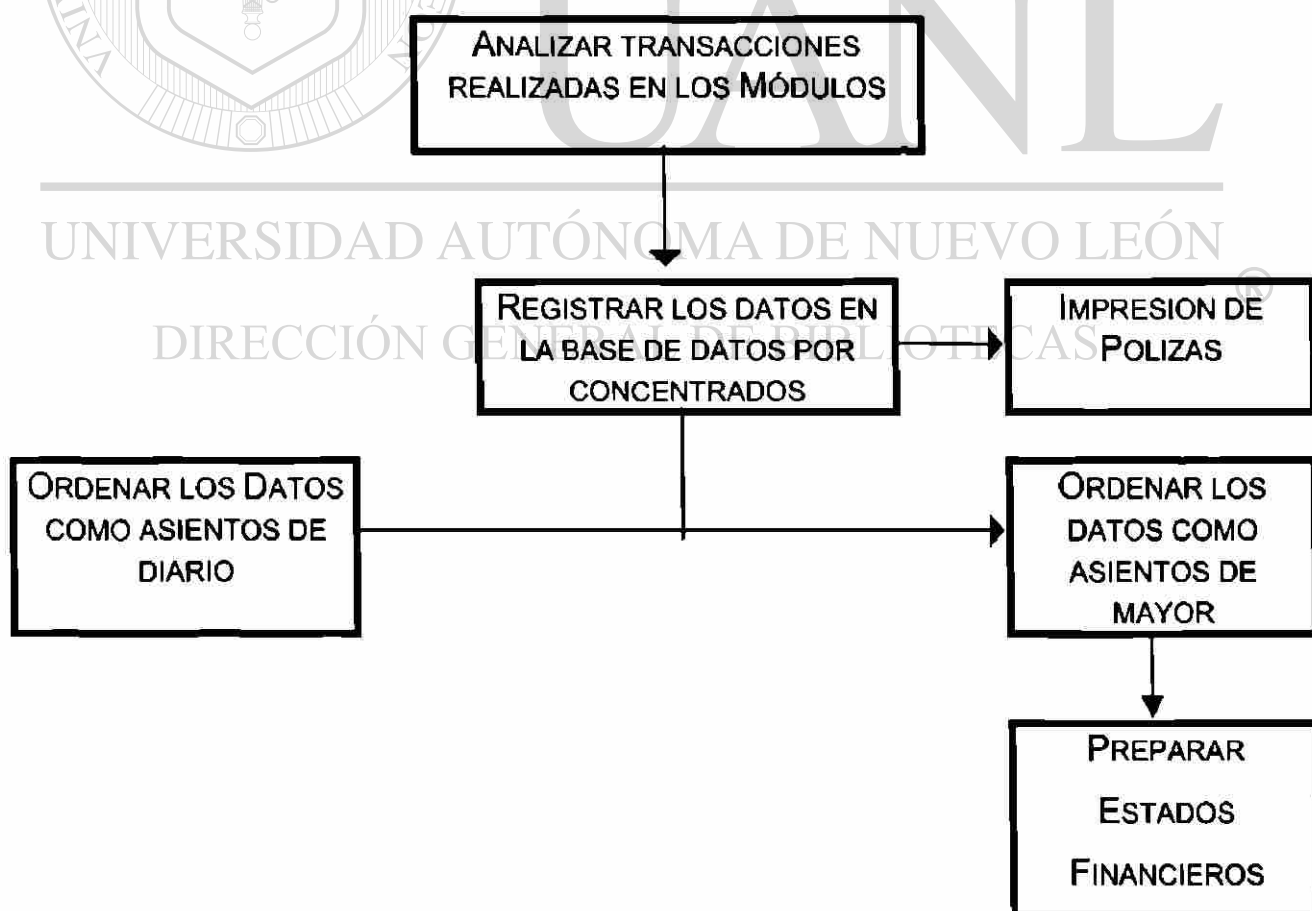 UANL
ANALIZAR TRANSACCIONES
REALIZADAS EN LOS MÓDULOS
UNIVERSIDAD AUTÓNOMA DE NUEVO LEÓN
®
DIRECCIÓN GENERAL DE BIBLIOTECAS
REGISTRAR LOS DATOS EN
LA BASE DE DATOS POR
CONCENTRADOS
IMPRESION DE
POLIZAS
ORDENAR LOS DATOS
COMO ASIENTOS DE
DIARIO
ORDENAR LOS
DATOS COMO
ASIENTOS DE
MAYOR
PREPARAR
ESTADOS
FINANCIEROS